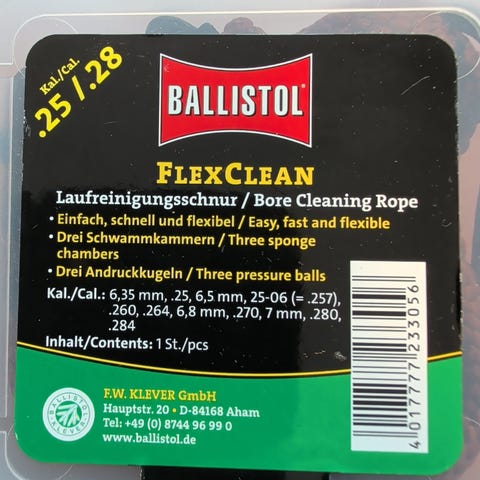 Kal./Cal.
.25/.28
BALLISTOL®
FLEXCLEAN
Laufreinigungsschnur / Bore Cleaning Rope
• Einfach, schnell und flexibel / Easy, fast and flexible
• Drei Schwammkammern / Three sponge
chambers
• Drei Andruckkugeln / Three pressure balls
Kal./Cal.: 6,35 mm, .25, 6,5 mm, 25-06 (= .257),
.260, .264, 6,8 mm, .270, 7 mm, .280,
.284
Inhalt/Contents: 1 St./pcs
F.W. KLEVER GmbH
Hauptstr. 20 • D-84168 Aham
Tel: +49 (0) 8744 96 99 0
www.ballistol.de
BALLISTOL
KLEVER
4 017777 233056